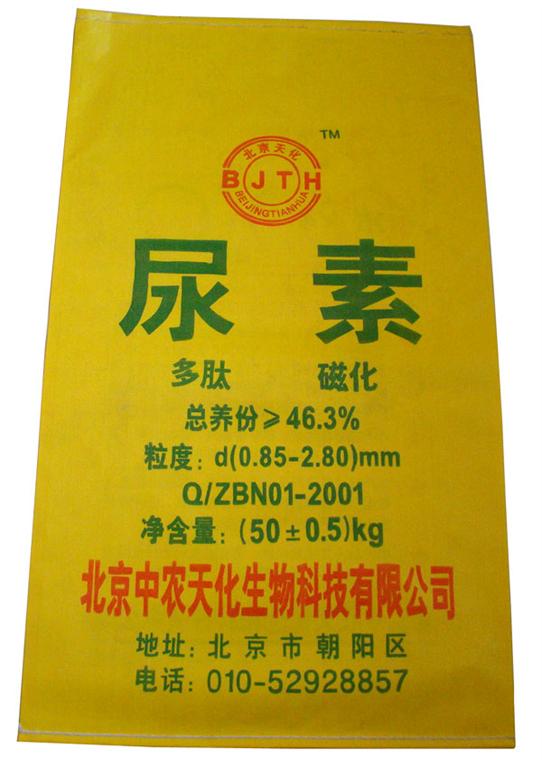 TM
北京天化
BJTH
BEIJINGTIANHUA
尿 素
多肽 磁化
总养份≥46.3%
粒度：d(0.85-2.80)mm
Q/ZBN01-2001
净含量：(50±0.5)kg
北京中农天化生物科技有限公司
地址：北京市朝阳区
电话：010-52928857